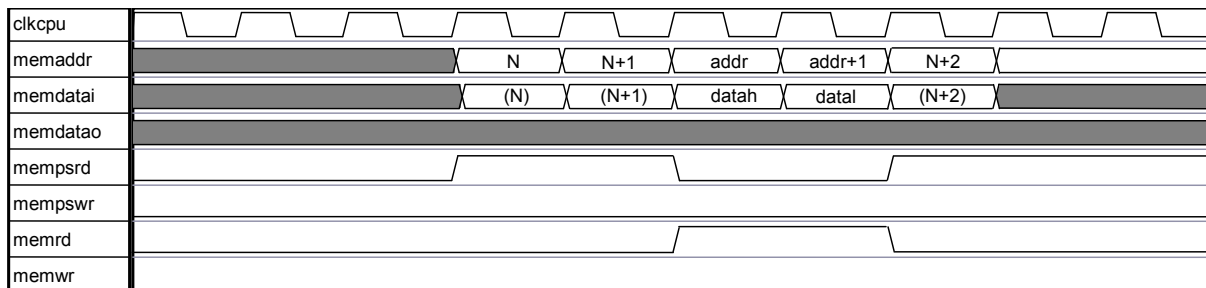 clkcpu
memaddr N N+1 addr addr+1 N+2
memdatai (N) (N+1) datah datal (N+2)
memdatao
mempsrd
mempswr
memrd
memwr